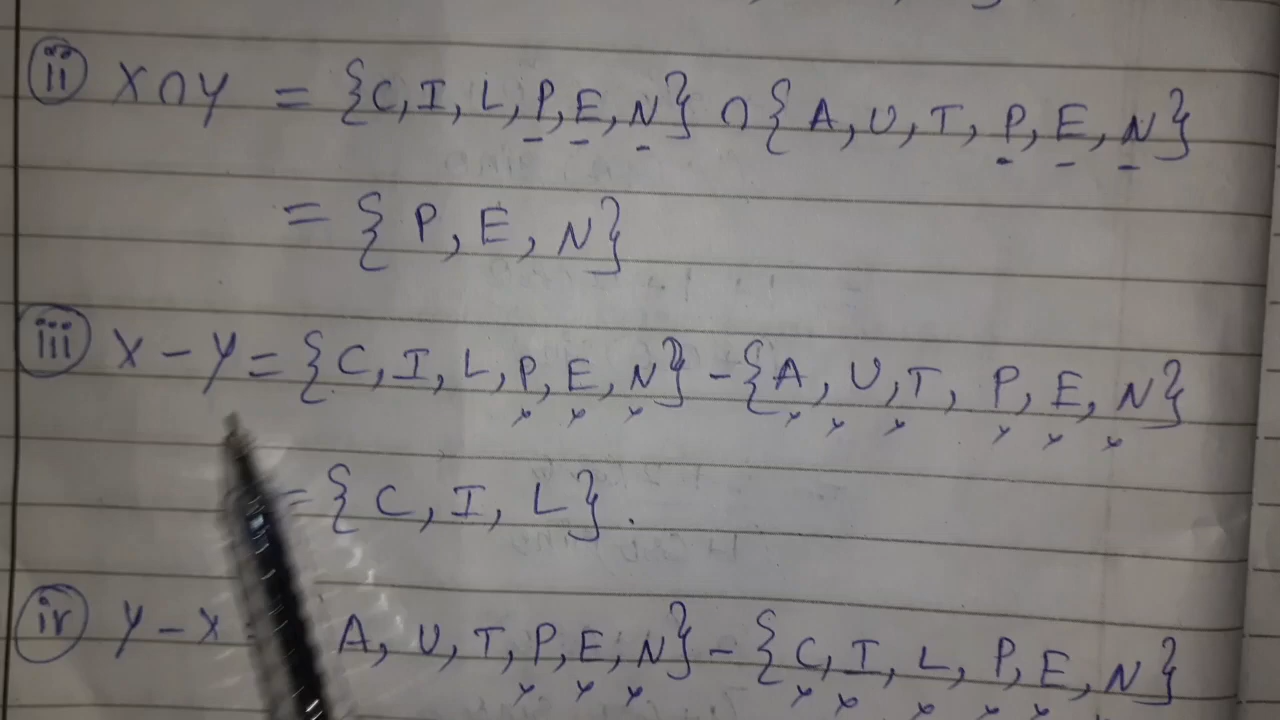 ii X∩Y = {C, I, L, P, E, N} ∩ {A, U, T, P, E, N}
= {P, E, N}
iii X - Y = {C, I, L, P, E, N} - {A, U, T, P, E, N}
= {C, I, L}.
iv Y - X A, U, T, P, E, N} - {C, I, L, P, E, N}